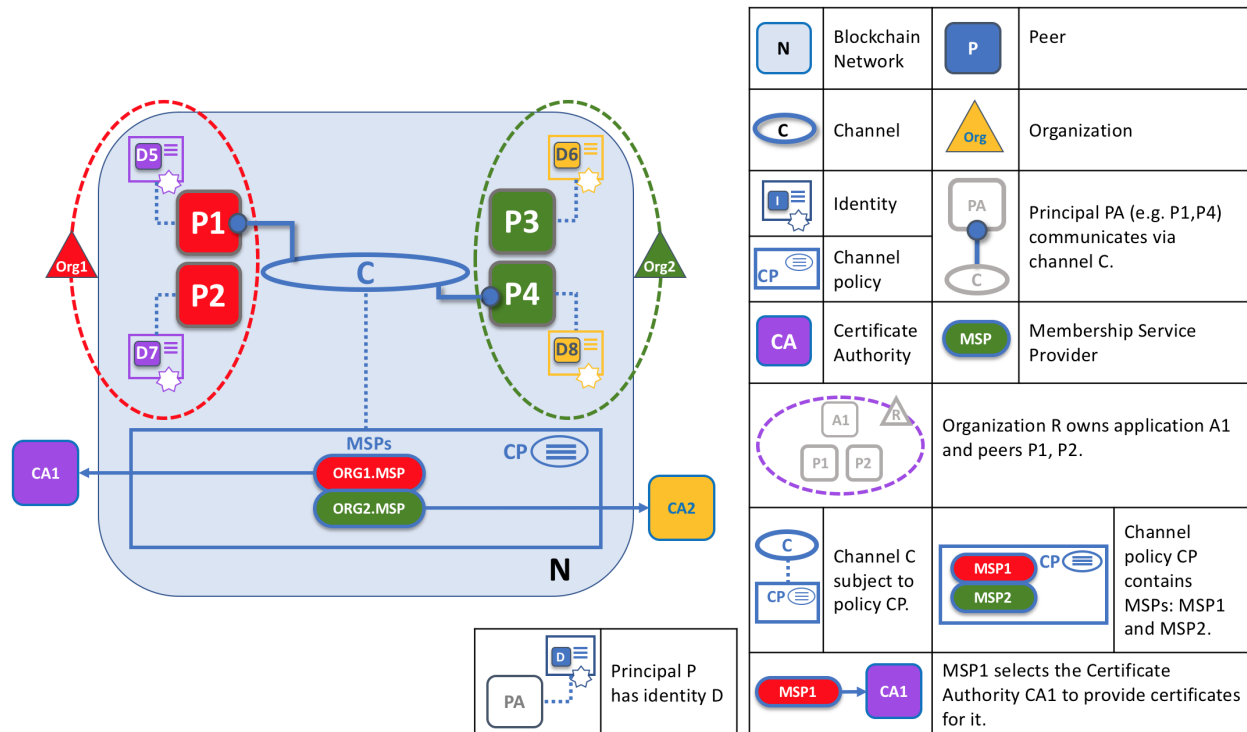 D5
D6
P1
P3
Org1
C
Org2
P2
P4
D7
D8
MSPs
CP
ORG1.MSP
ORG2.MSP
CA1
CA2
N
D
PA
Principal P
has identity D
N
Blockchain
Network
P
Peer
C
Channel
Org
Organization
I
Identity
CP
Channel
policy
PA
C
Principal PA (e.g. P1,P4)
communicates via
channel C.
CA
Certificate
Authority
MSP
Membership Service
Provider
A1
R
P1
P2
Organization R owns application A1
and peers P1, P2.
C
CP
Channel C
subject to
policy CP.
MSP1
MSP2
CP
Channel
policy CP
contains
MSPs: MSP1
and MSP2.
MSP1
CA1
MSP1 selects the Certificate
Authority CA1 to provide certificates
for it.